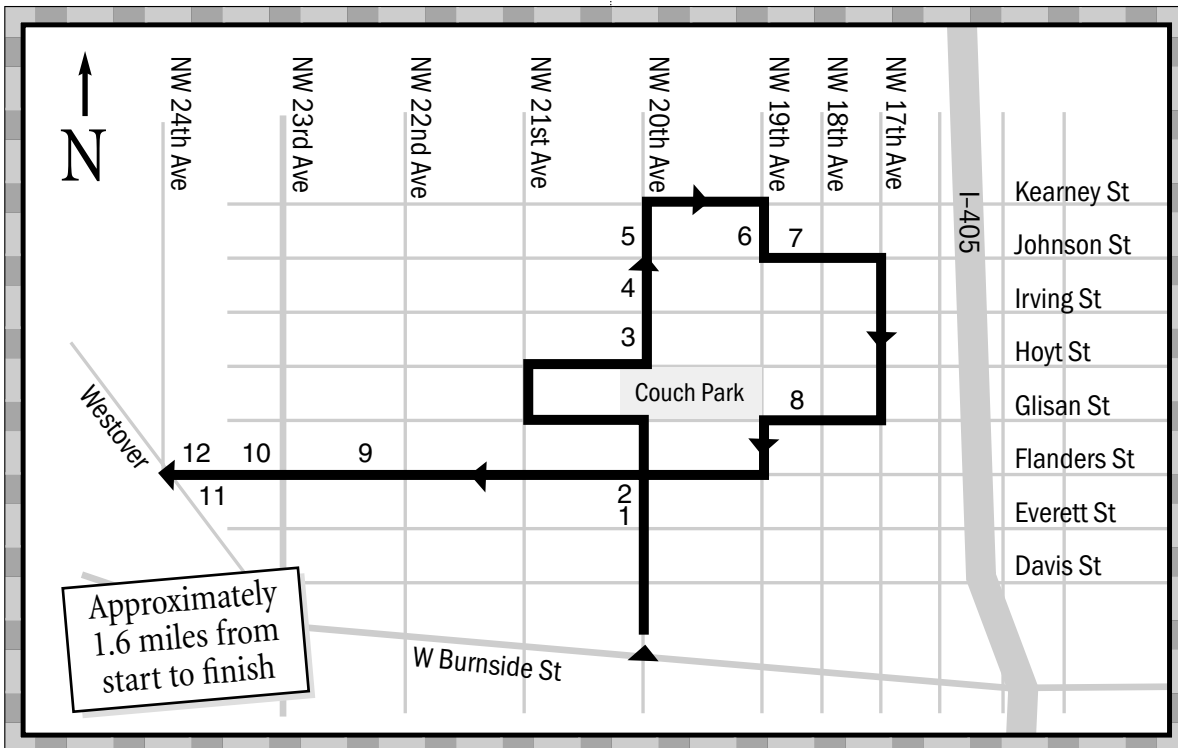 N
NW 24th Ave
NW 23rd Ave
NW 22nd Ave
NW 21st Ave
NW 20th Ave
NW 19th Ave
NW 18th Ave
NW 17th Ave
I-405
Kearney St
Johnson St
Irving St
Hoyt St
Glisan St
Flanders St
Everett St
Davis St
5
6
7
4
3
Couch Park
8
Westover
12
10
9
11
2
1
W Burnside St
Approximately
1.6 miles from
start to finish